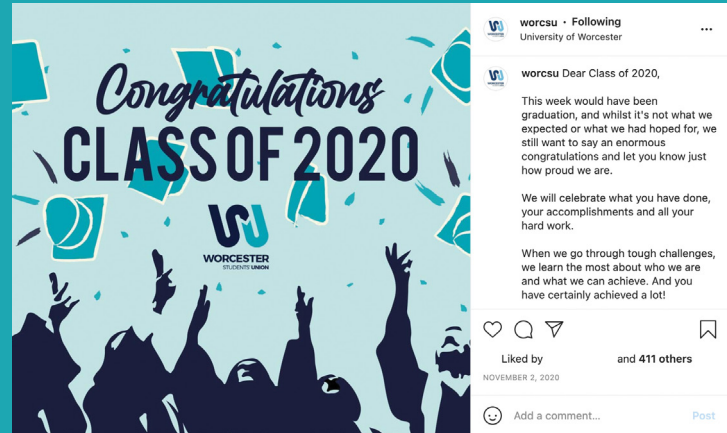 Congratulations
CLASS OF 2020
WORCESTER
STUDENTS' UNION
worcsu • Following
University of Worcester
worcsu Dear Class of 2020,
This week would have been
graduation, and whilst it's not what we
expected or what we had hoped for, we
still want to say an enormous
congratulations and let you know just
how proud we are.
We will celebrate what you have done,
your accomplishments and all your
hard work.
When we go through tough challenges,
we learn the most about who we are
and what we can achieve. And you
have certainly achieved a lot!
Liked by and 411 others
NOVEMBER 2, 2020
Add a comment...
Post